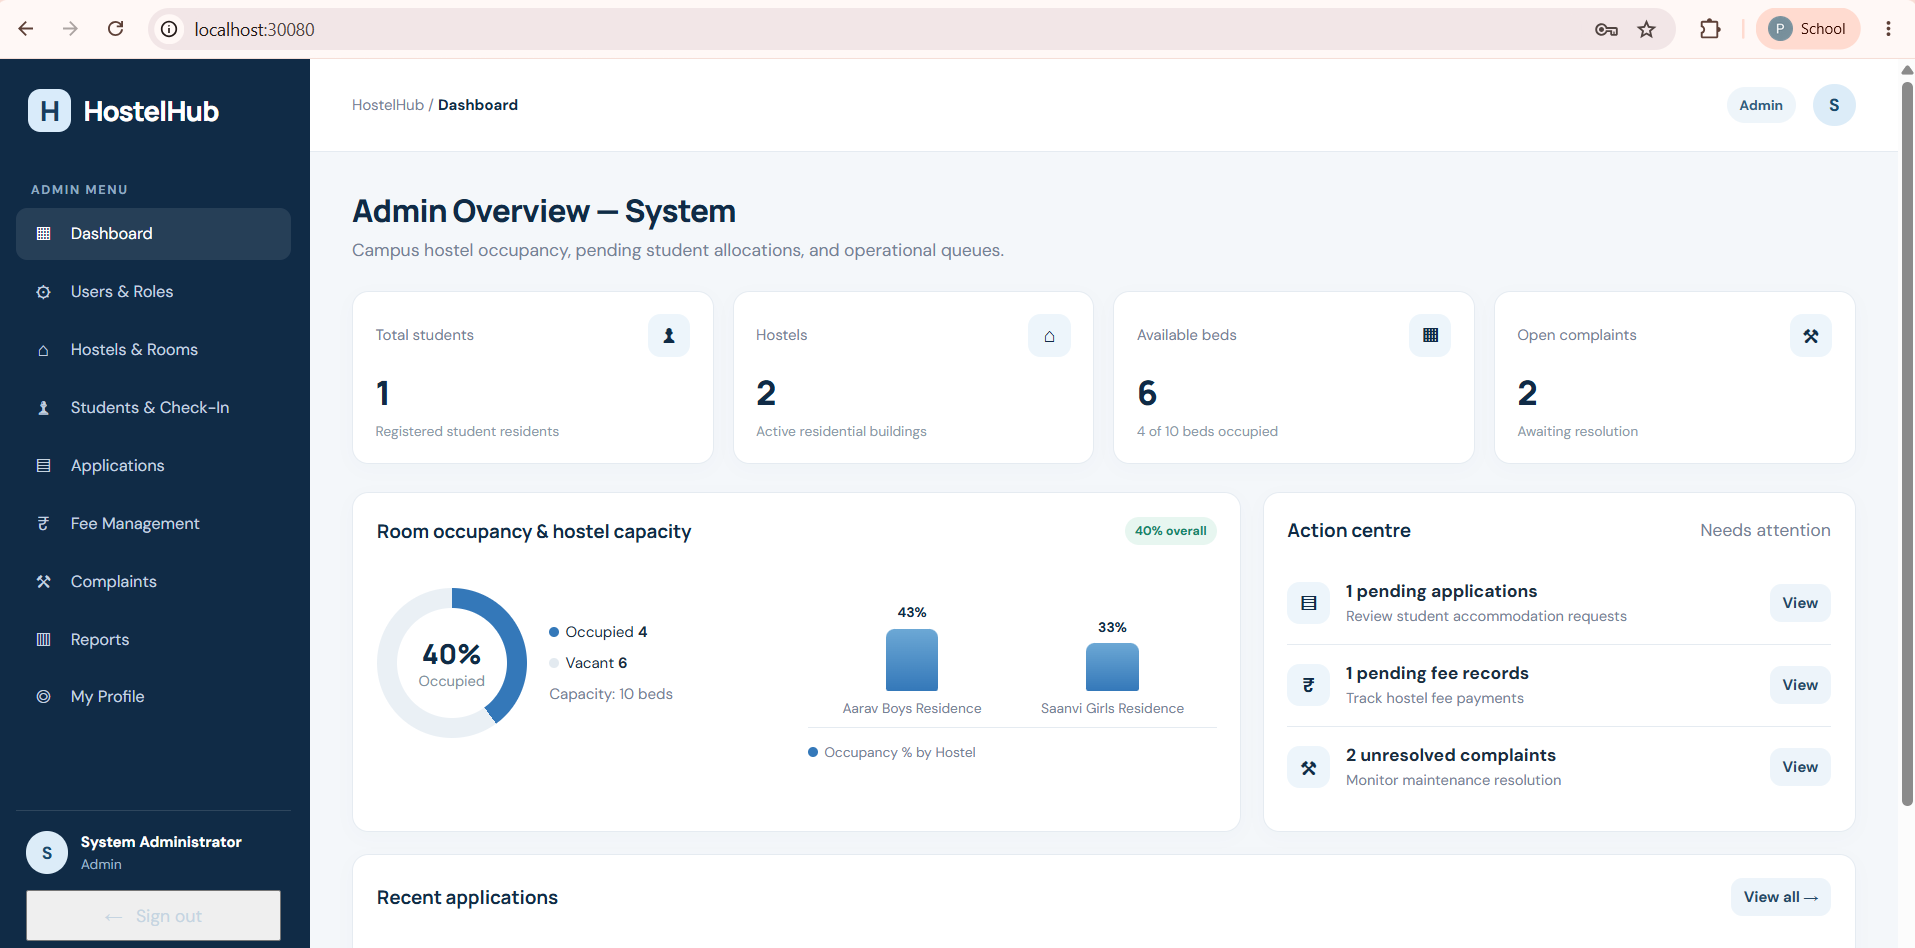 localhost:30080
P School
H HostelHub
ADMIN MENU
Dashboard
Users & Roles
Hostels & Rooms
Students & Check-In
Applications
₹ Fee Management
Complaints
Reports
My Profile
S System Administrator
Admin
← Sign out
HostelHub / Dashboard
Admin S
Admin Overview — System
Campus hostel occupancy, pending student allocations, and operational queues.
Total students
1
Registered student residents
Hostels
2
Active residential buildings
Available beds
6
4 of 10 beds occupied
Open complaints
2
Awaiting resolution
Room occupancy & hostel capacity 40% overall
40%
Occupied
Occupied 4
Vacant 6
Capacity: 10 beds
43%
Aarav Boys Residence
33%
Saanvi Girls Residence
Occupancy % by Hostel
Action centre Needs attention
1 pending applications
Review student accommodation requests
View
₹ 1 pending fee records
Track hostel fee payments
View
2 unresolved complaints
Monitor maintenance resolution
View
Recent applications View all →